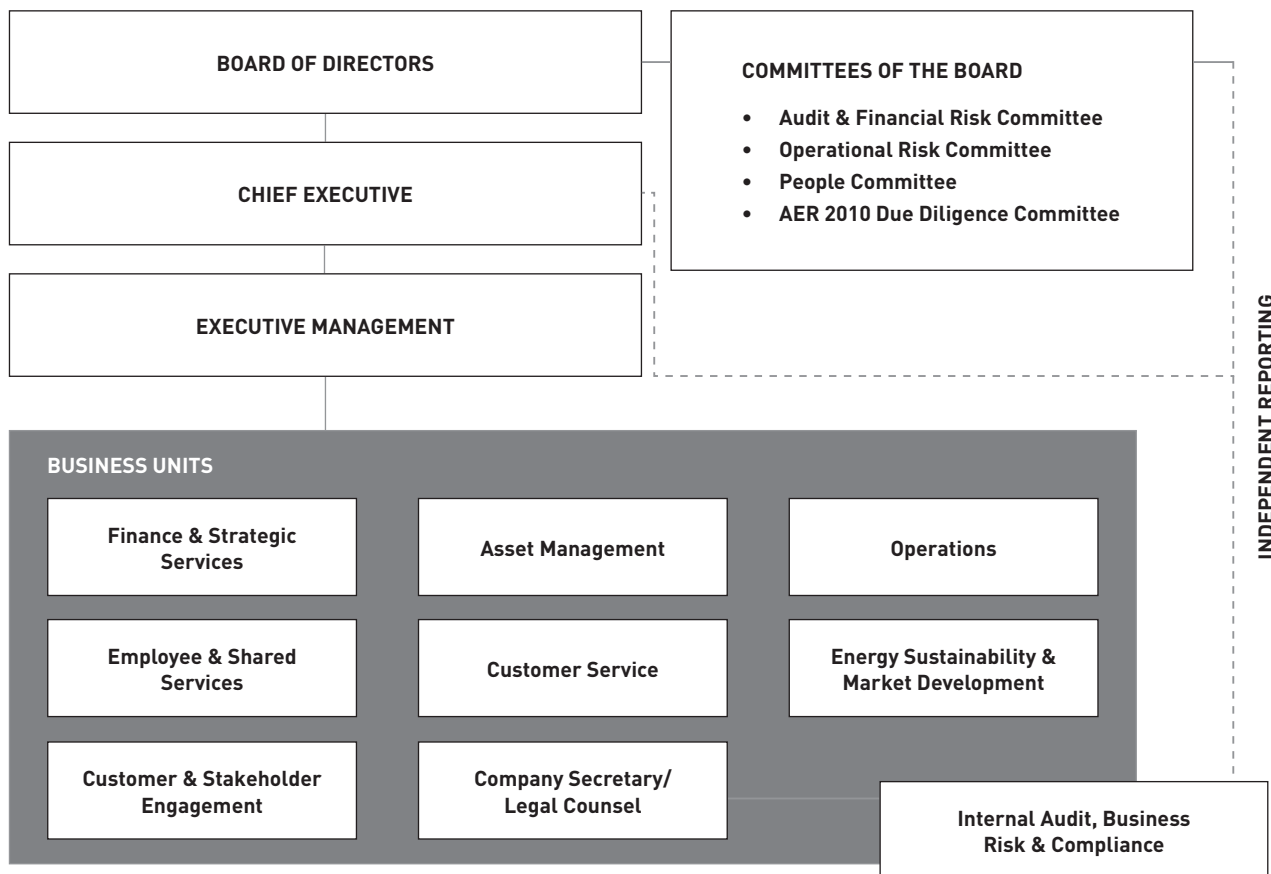 BOARD OF DIRECTORS
COMMITTEES OF THE BOARD
• Audit & Financial Risk Committee
• Operational Risk Committee
• People Committee
• AER 2010 Due Diligence Committee
CHIEF EXECUTIVE
EXECUTIVE MANAGEMENT
INDEPENDENT REPORTING
BUSINESS UNITS
Finance & Strategic
Services
Asset Management
Operations
Employee & Shared
Services
Customer Service
Energy Sustainability &
Market Development
Customer & Stakeholder
Engagement
Company Secretary/
Legal Counsel
Internal Audit, Business
Risk & Compliance